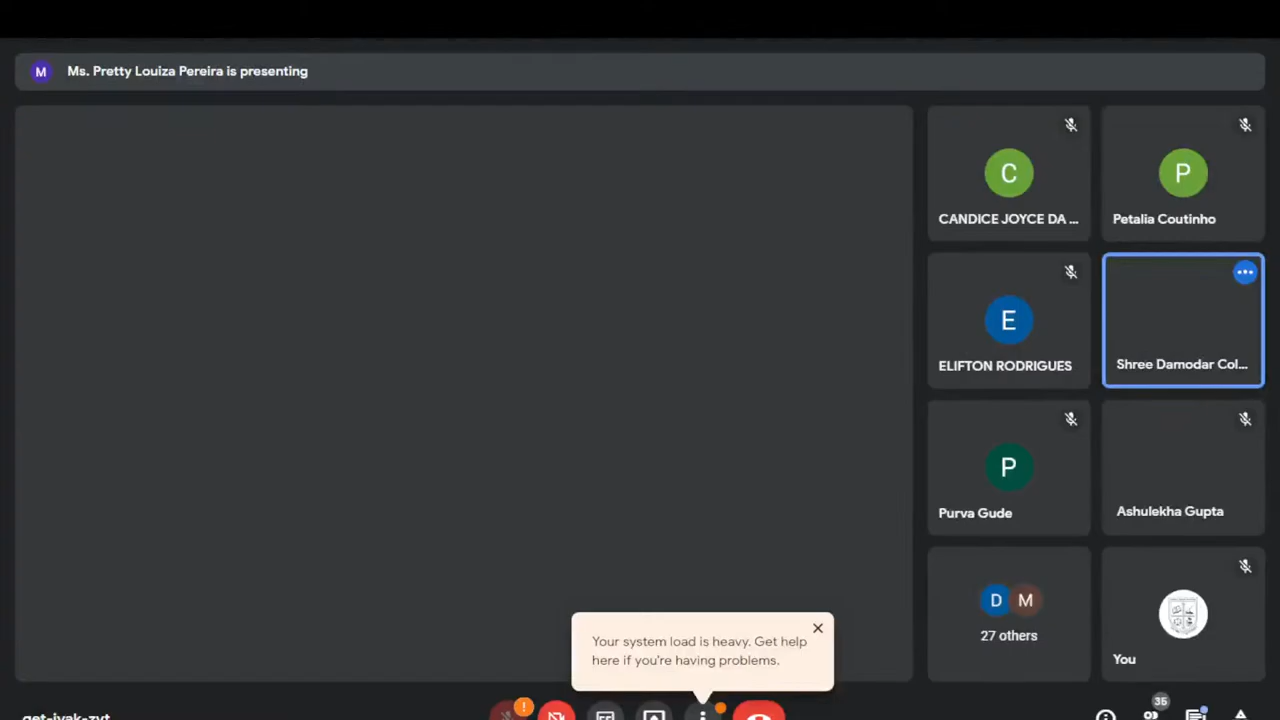 M Ms. Pretty Louiza Pereira is presenting
C
CANDICE JOYCE DA ...
P
Petalia Coutinho
E
ELIFTON RODRIGUES
Shree Damodar Col...
P
Purva Gude
Ashulekha Gupta
D M
27 others
You
Your system load is heavy. Get help
here if you're having problems.
35